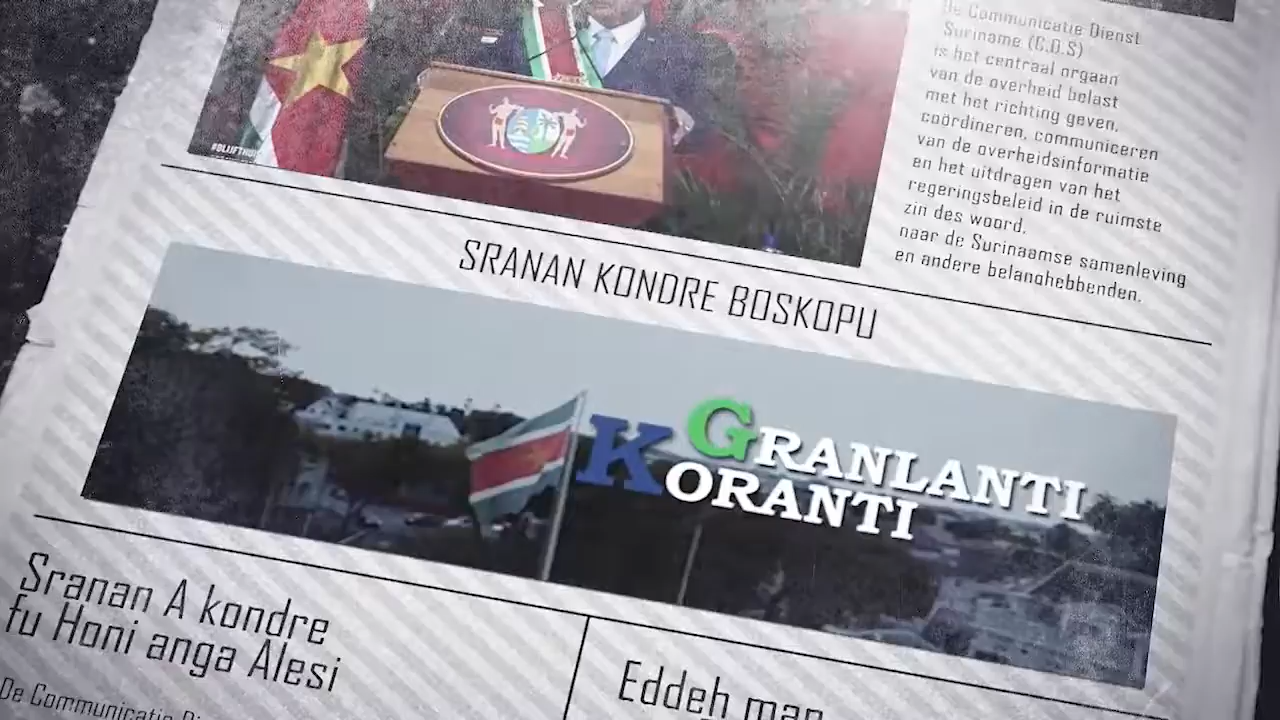 De Communicatie Dienst
Suriname (C.D.S)
is het centraal orgaan
van de overheid belast
met het richting geven,
coördineren, communiceren
van de overheidsinformatie
en het uitdragen van het
regeringsbeleid in de ruimste
zin des woord.
naar de Surinaamse samenleving
en andere belanghebbenden.
SRANAN KONDRE BOSKOPU
GRANLANTI
KORANTI
Sranan A kondre
fu Honi anga Alesi
De Communicatie
Eddeh man